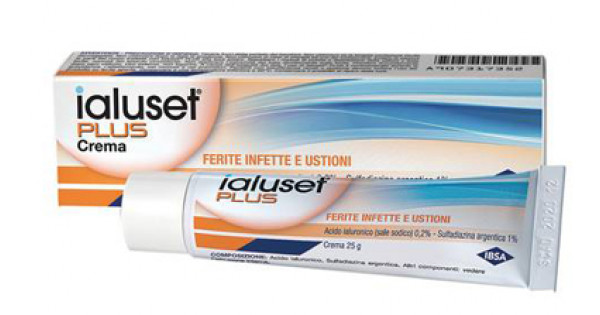 A907317356
ialuset®
PLUS
Crema
FERITE INFETTE E USTIONI
ialuset®
PLUS
FERITE INFETTE E USTIONI
Acido ialuronico (sale sodico) 0,2% - Sulfadiazina argentica 1%
Crema 25 g
COMPOSIZIONE: Acido ialuronico, Sulfadiazina argentica. Altri componenti: vedere
IBSA